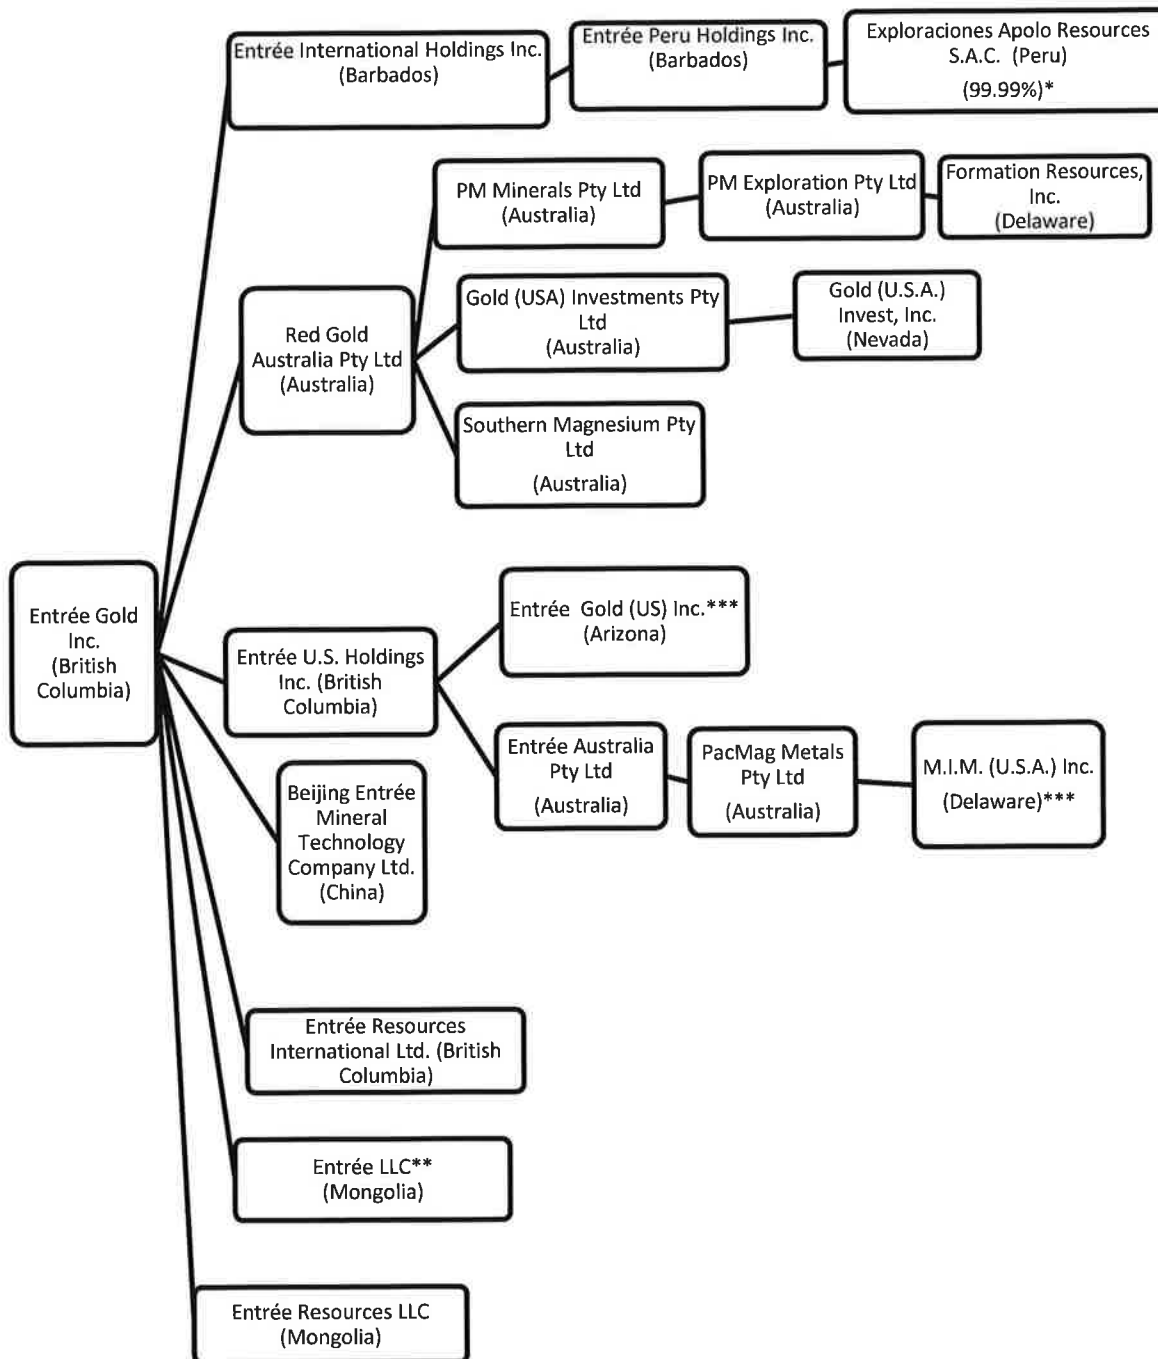 Entrée International Holdings Inc.
(Barbados)
Entrée Peru Holdings Inc.
(Barbados)
Exploraciones Apolo Resources
S.A.C. (Peru)
(99.99%)*
PM Minerals Pty Ltd
(Australia)
PM Exploration Pty Ltd
(Australia)
Formation Resources,
Inc.
(Delaware)
Red Gold
Australia Pty Ltd
(Australia)
Gold (USA) Investments Pty
Ltd
(Australia)
Gold (U.S.A.)
Invest, Inc.
(Nevada)
Southern Magnesium Pty
Ltd
(Australia)
Entrée Gold
Inc.
(British
Columbia)
Entrée U.S. Holdings
Inc. (British
Columbia)
Entrée Gold (US) Inc.***
(Arizona)
Entrée Australia
Pty Ltd
(Australia)
PacMag Metals
Pty Ltd
(Australia)
M.I.M. (U.S.A.) Inc.
(Delaware)***
Beijing Entrée
Mineral
Technology
Company Ltd.
(China)
Entrée Resources
International Ltd. (British
Columbia)
Entrée LLC**
(Mongolia)
Entrée Resources LLC
(Mongolia)